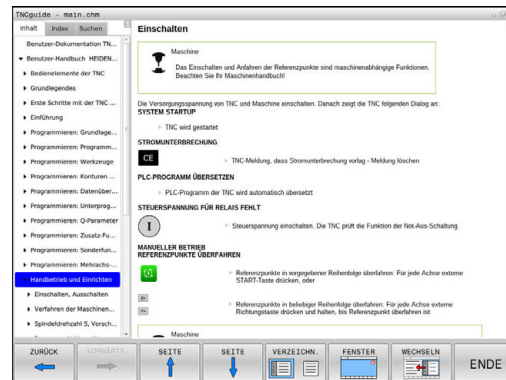 TNCguide - main.chm
Inhalt Index Suchen
Benutzer-Dokumentation TN...
Benutzer-Handbuch HEIDEN...
Bedienelemente der TNC
Grundlegendes
Erste Schritte mit der TNC ...
Einführung
Programmieren: Grundlage...
Programmieren: Programm...
Programmieren: Werkzeuge
Programmieren: Konturen ...
Programmieren: Datenüber...
Programmieren: Unterprog...
Programmieren: Q-Parameter
Programmieren: Zusatz-Fu...
Programmieren: Sonderfun...
Programmieren: Mehrachs-...
Handbetrieb und Einrichten
Einschalten, Ausschalten
Verfahren der Maschinen...
Spindeldrehzahl S, Vorsch...
Einschalten
Maschine
Das Einschalten und Anfahren der Referenzpunkte sind maschinenabhängige Funktionen.
Beachten Sie Ihr Maschinenhandbuch!
Die Versorgungsspannung von TNC und Maschine einschalten. Danach zeigt die TNC folgenden Dialog an:
SYSTEM STARTUP
TNC wird gestartet
STROMUNTERBRECHUNG
CE
TNC-Meldung, dass Stromunterbrechung vorlag - Meldung löschen
PLC-PROGRAMM ÜBERSETZEN
PLC-Programm der TNC wird automatisch übersetzt
STEUERSPANNUNG FÜR RELAIS FEHLT
I
Steuerspannung einschalten. Die TNC prüft die Funktion der Not-Aus-Schaltung
MANUELLER BETRIEB
REFERENZPUNKTE ÜBERFAHREN
Referenzpunkte in vorgegebener Reihenfolge überfahren: Für jede Achse externe
START-Taste drücken, oder
Referenzpunkte in beliebiger Reihenfolge überfahren: Für jede Achse externe
Richtungstaste drücken und halten, bis Referenzpunkt überfahren ist
Maschine
ZURÜCK VORWÄRTS SEITE SEITE VERZEICHN. FENSTER WECHSELN ENDE